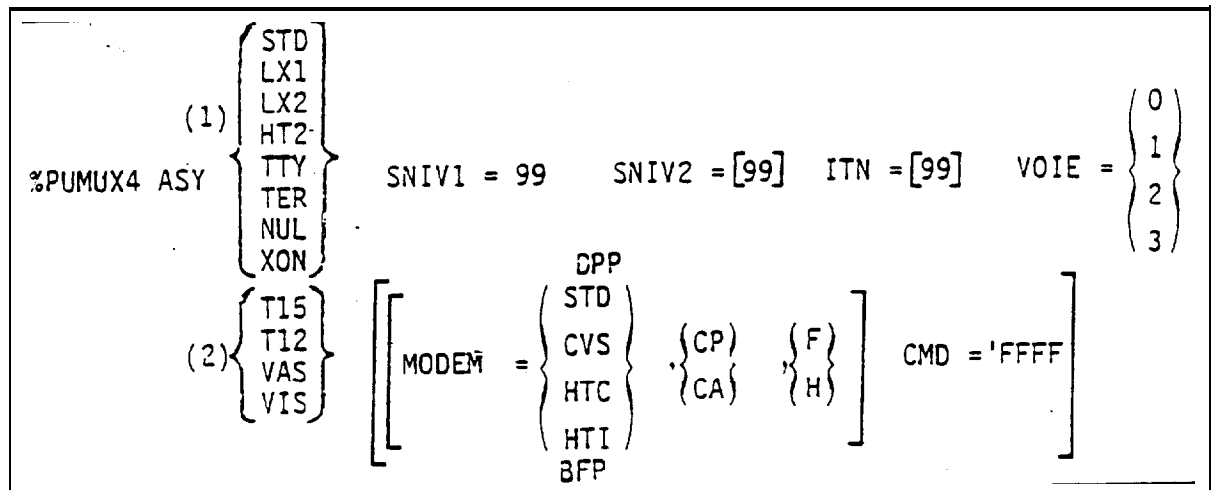 %PUMUX4 ASY
(1)
STD
LX1
LX2
HT2
TTY
TER
NUL
XON
(2)
T15
T12
VAS
VIS
SNIV1 = 99 SNIV2 =[99] ITN =[99] VOIE =
0
1
2
3
[[MODEM =
DPP
STD
CVS
HTC
HTI
BFP
,{CP
CA}
,{F
H}
] CMD ='FFFF]